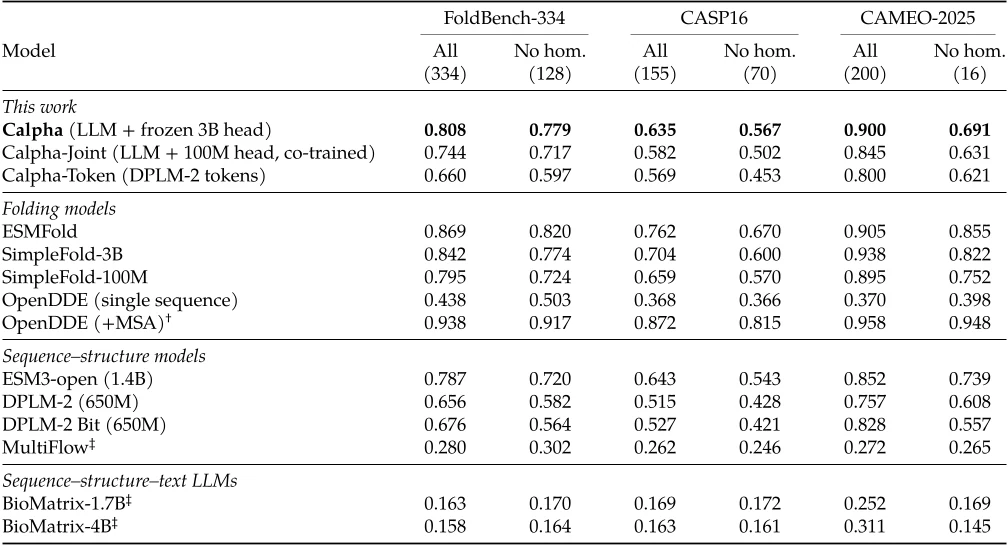 FoldBench-334 CASP16 CAMEO-2025
Model All No hom. All No hom. All No hom.
(334) (128) (155) (70) (200) (16)
This work
Calpha (LLM + frozen 3B head) 0.808 0.779 0.635 0.567 0.900 0.691
Calpha-Joint (LLM + 100M head, co-trained) 0.744 0.717 0.582 0.502 0.845 0.631
Calpha-Token (DPLM-2 tokens) 0.660 0.597 0.569 0.453 0.800 0.621
Folding models
ESMFold 0.869 0.820 0.762 0.670 0.905 0.855
SimpleFold-3B 0.842 0.774 0.704 0.600 0.938 0.822
SimpleFold-100M 0.795 0.724 0.659 0.570 0.895 0.752
OpenDDE (single sequence) 0.438 0.503 0.368 0.366 0.370 0.398
OpenDDE (+MSA)† 0.938 0.917 0.872 0.815 0.958 0.948
Sequence–structure models
ESM3-open (1.4B) 0.787 0.720 0.643 0.543 0.852 0.739
DPLM-2 (650M) 0.656 0.582 0.515 0.428 0.757 0.608
DPLM-2 Bit (650M) 0.676 0.564 0.527 0.421 0.828 0.557
MultiFlow‡ 0.280 0.302 0.262 0.246 0.272 0.265
Sequence–structure–text LLMs
BioMatrix-1.7B‡ 0.163 0.170 0.169 0.172 0.252 0.169
BioMatrix-4B‡ 0.158 0.164 0.163 0.161 0.311 0.145